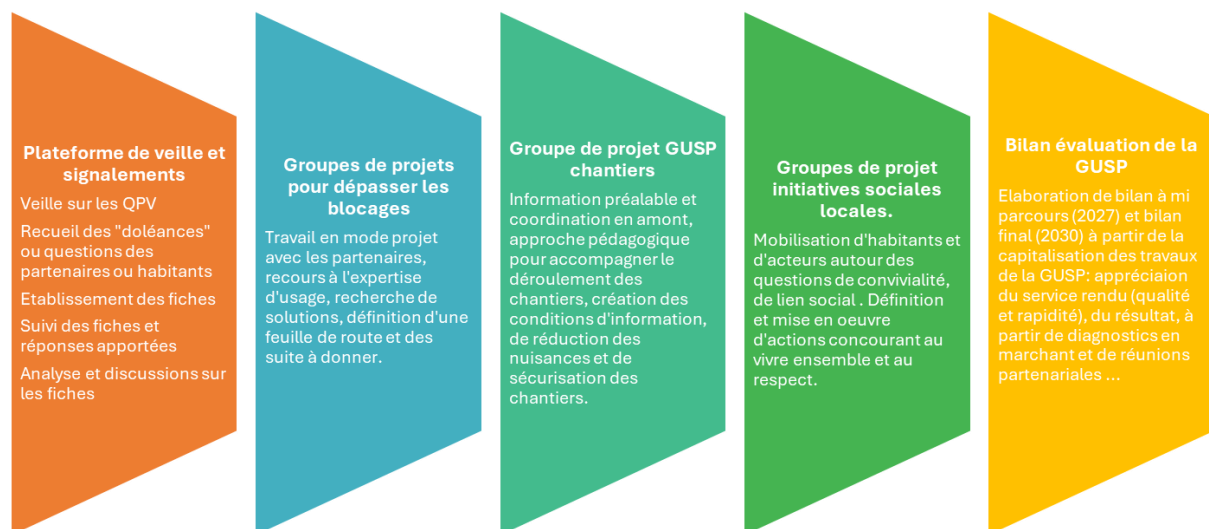 Plateforme de veille et
signalements
Veille sur les QPV
Recueil des "doléances"
ou questions des
partenaires ou habitants
Etablissement des fiches
Suivi des fiches et
réponses apportées
Analyse et discussions sur
les fiches
Groupes de projets
pour dépasser les
blocages
Travail en mode projet
avec les partenaires,
recours à l'expertise
d'usage, recherche de
solutions, définition d'une
feuille de route et des
suite à donner.
Groupe de projet GUSP
chantiers
Information préalable et
coordination en amont,
approche pédagogique
pour accompagner le
déroulement des
chantiers, création des
conditions d'information,
de réduction des
nuisances et de
sécurisation des
chantiers.
Groupes de projet
initiatives sociales
locales.
Mobilisation d'habitants et
d'acteurs autour des
questions de convivialité,
de lien social . Définition
et mise en oeuvre
d'actions concourant au
vivre ensemble et au
respect.
Bilan évaluation de la
GUSP
Elaboration de bilan à mi
parcours (2027) et bilan
final (2030) à partir de la
capitalisation des travaux
de la GUSP: appréciaion
du service rendu (qualité
et rapidité), du résultat, à
partir de diagnostics en
marchant et de réunions
partenariales ...